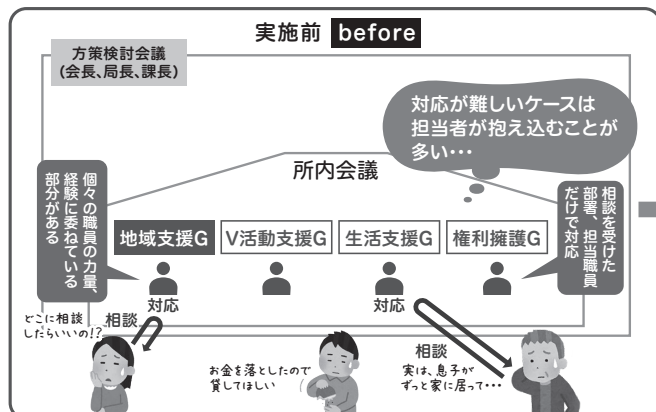 実施前 before
方策検討会議
(会長、局長、課長)
対応が難しいケースは
担当者が抱え込むことが
多い・・・
所内会議
個々の職員の力量、
経験に委ねている
部分がある
相談を受けた
部署、担当職員
だけで対応
地域支援G
V活動支援G
生活支援G
権利擁護G
対応
対応
どこに相談
したらいいの!?
相談
お金を落としたので
貸してほしい
相談
実は、息子が
ずっと家に居って・・・